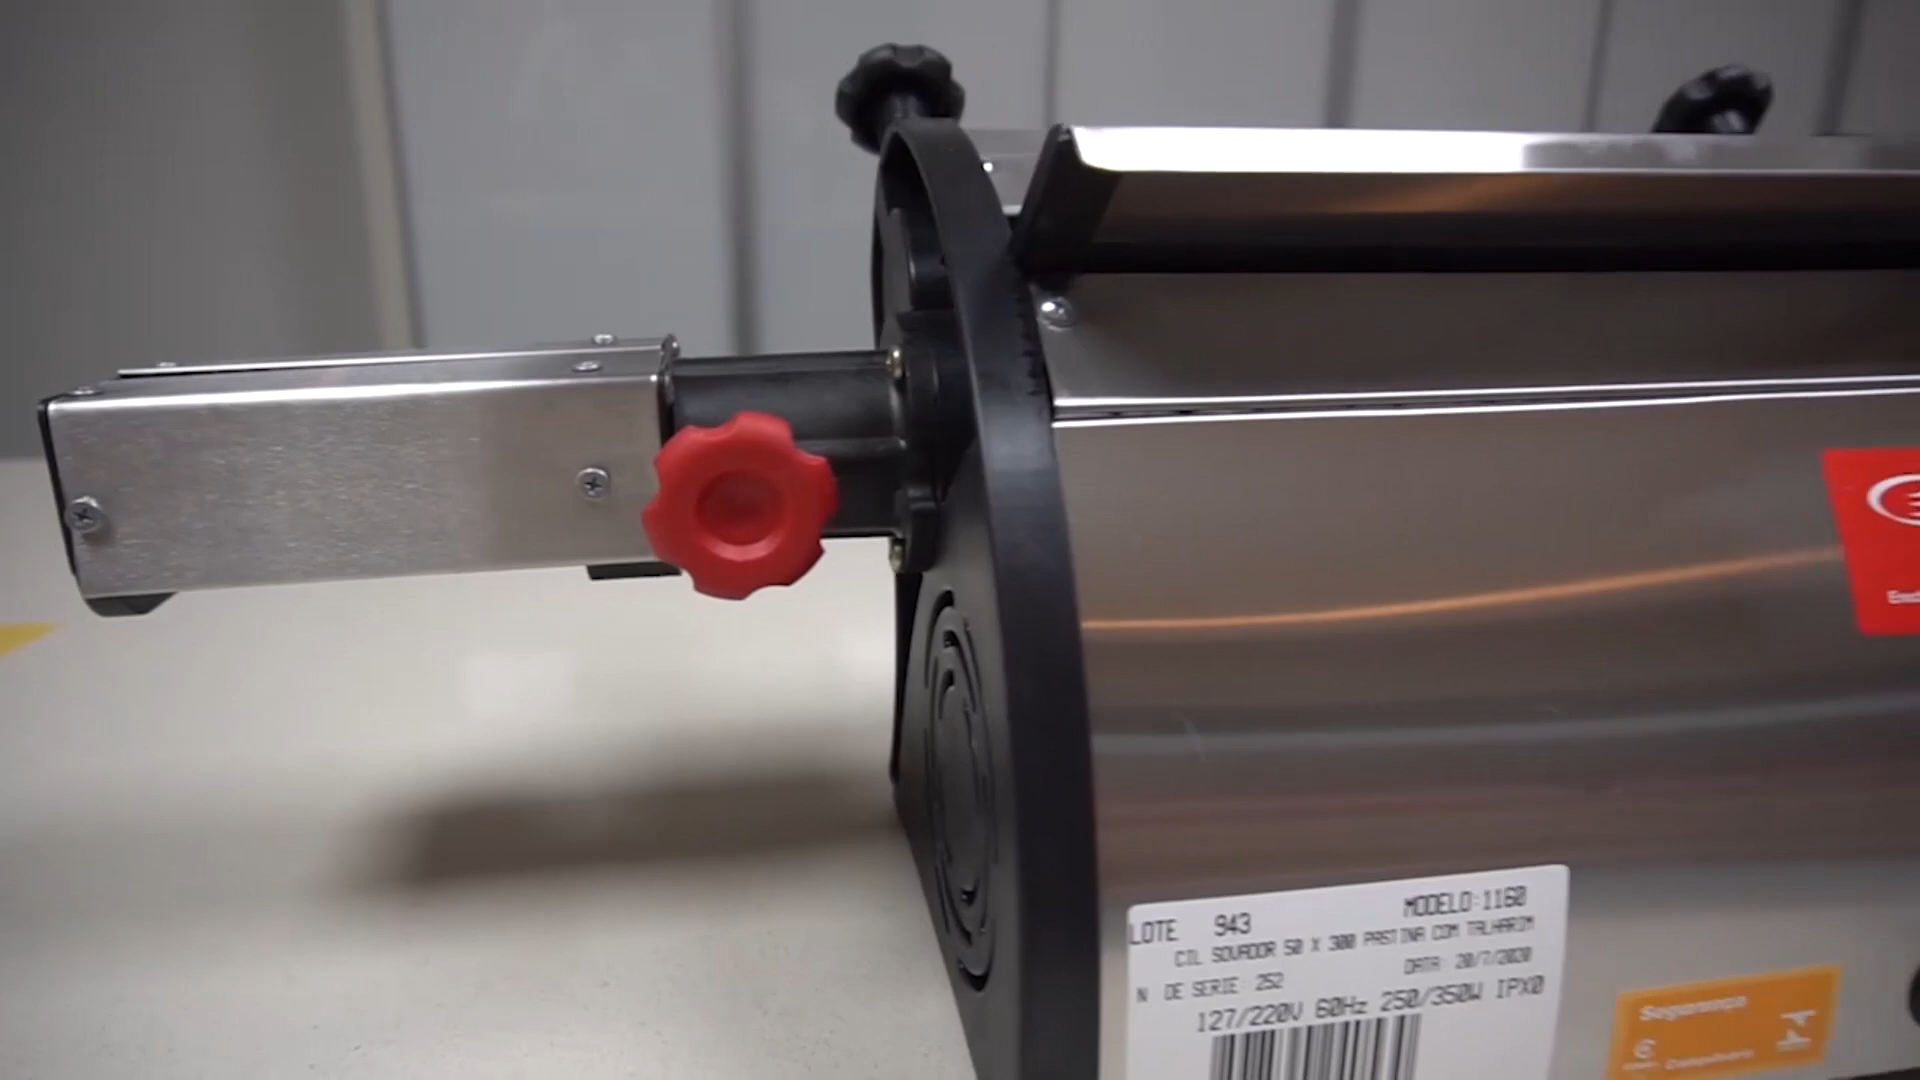 LOTE 943 MODELO:1160
CIL SOVADOR 50 X 300 PASTINA COM TALHARIM
N DE SERIE: 252 DATA: 20/7/2020
127/220V 60Hz 250/350W IPX0
Segurança